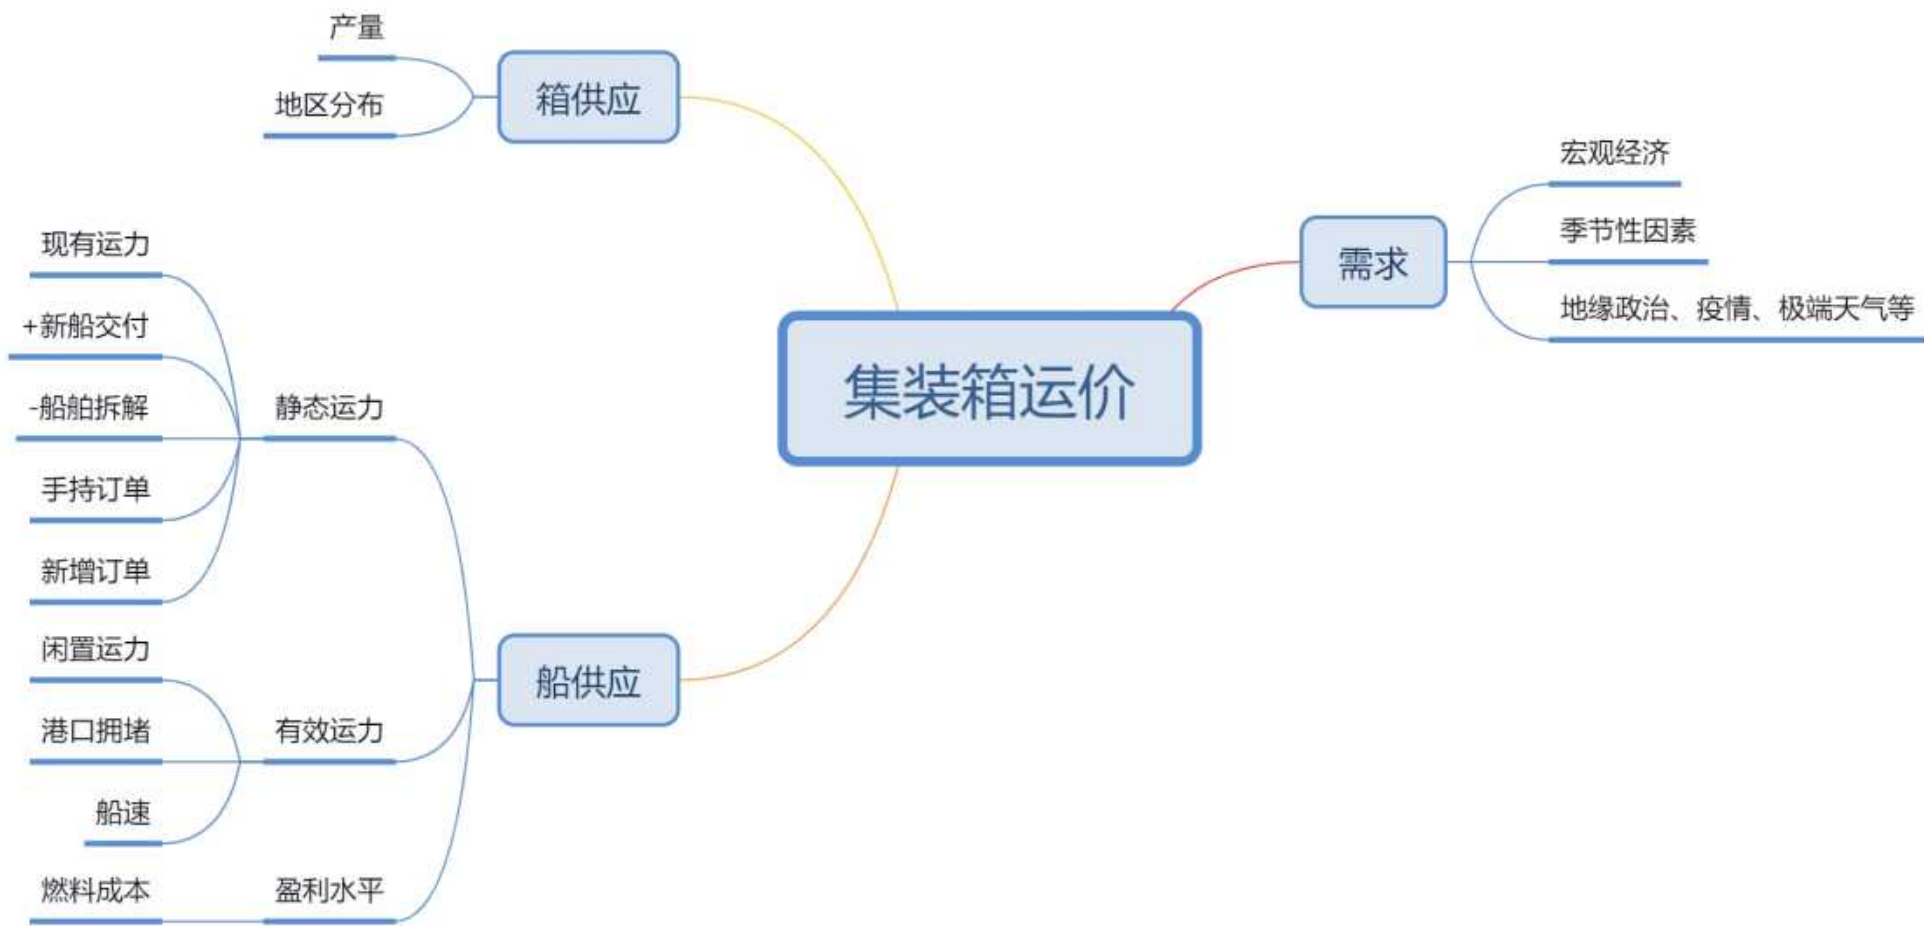 产量
箱供应
地区分布
宏观经济
季节性因素
需求
地缘政治、疫情、极端天气等
集装箱运价
现有运力
+新船交付
-船舶拆解
静态运力
手持订单
新增订单
闲置运力
船供应
港口拥堵
有效运力
船速
燃料成本
盈利水平